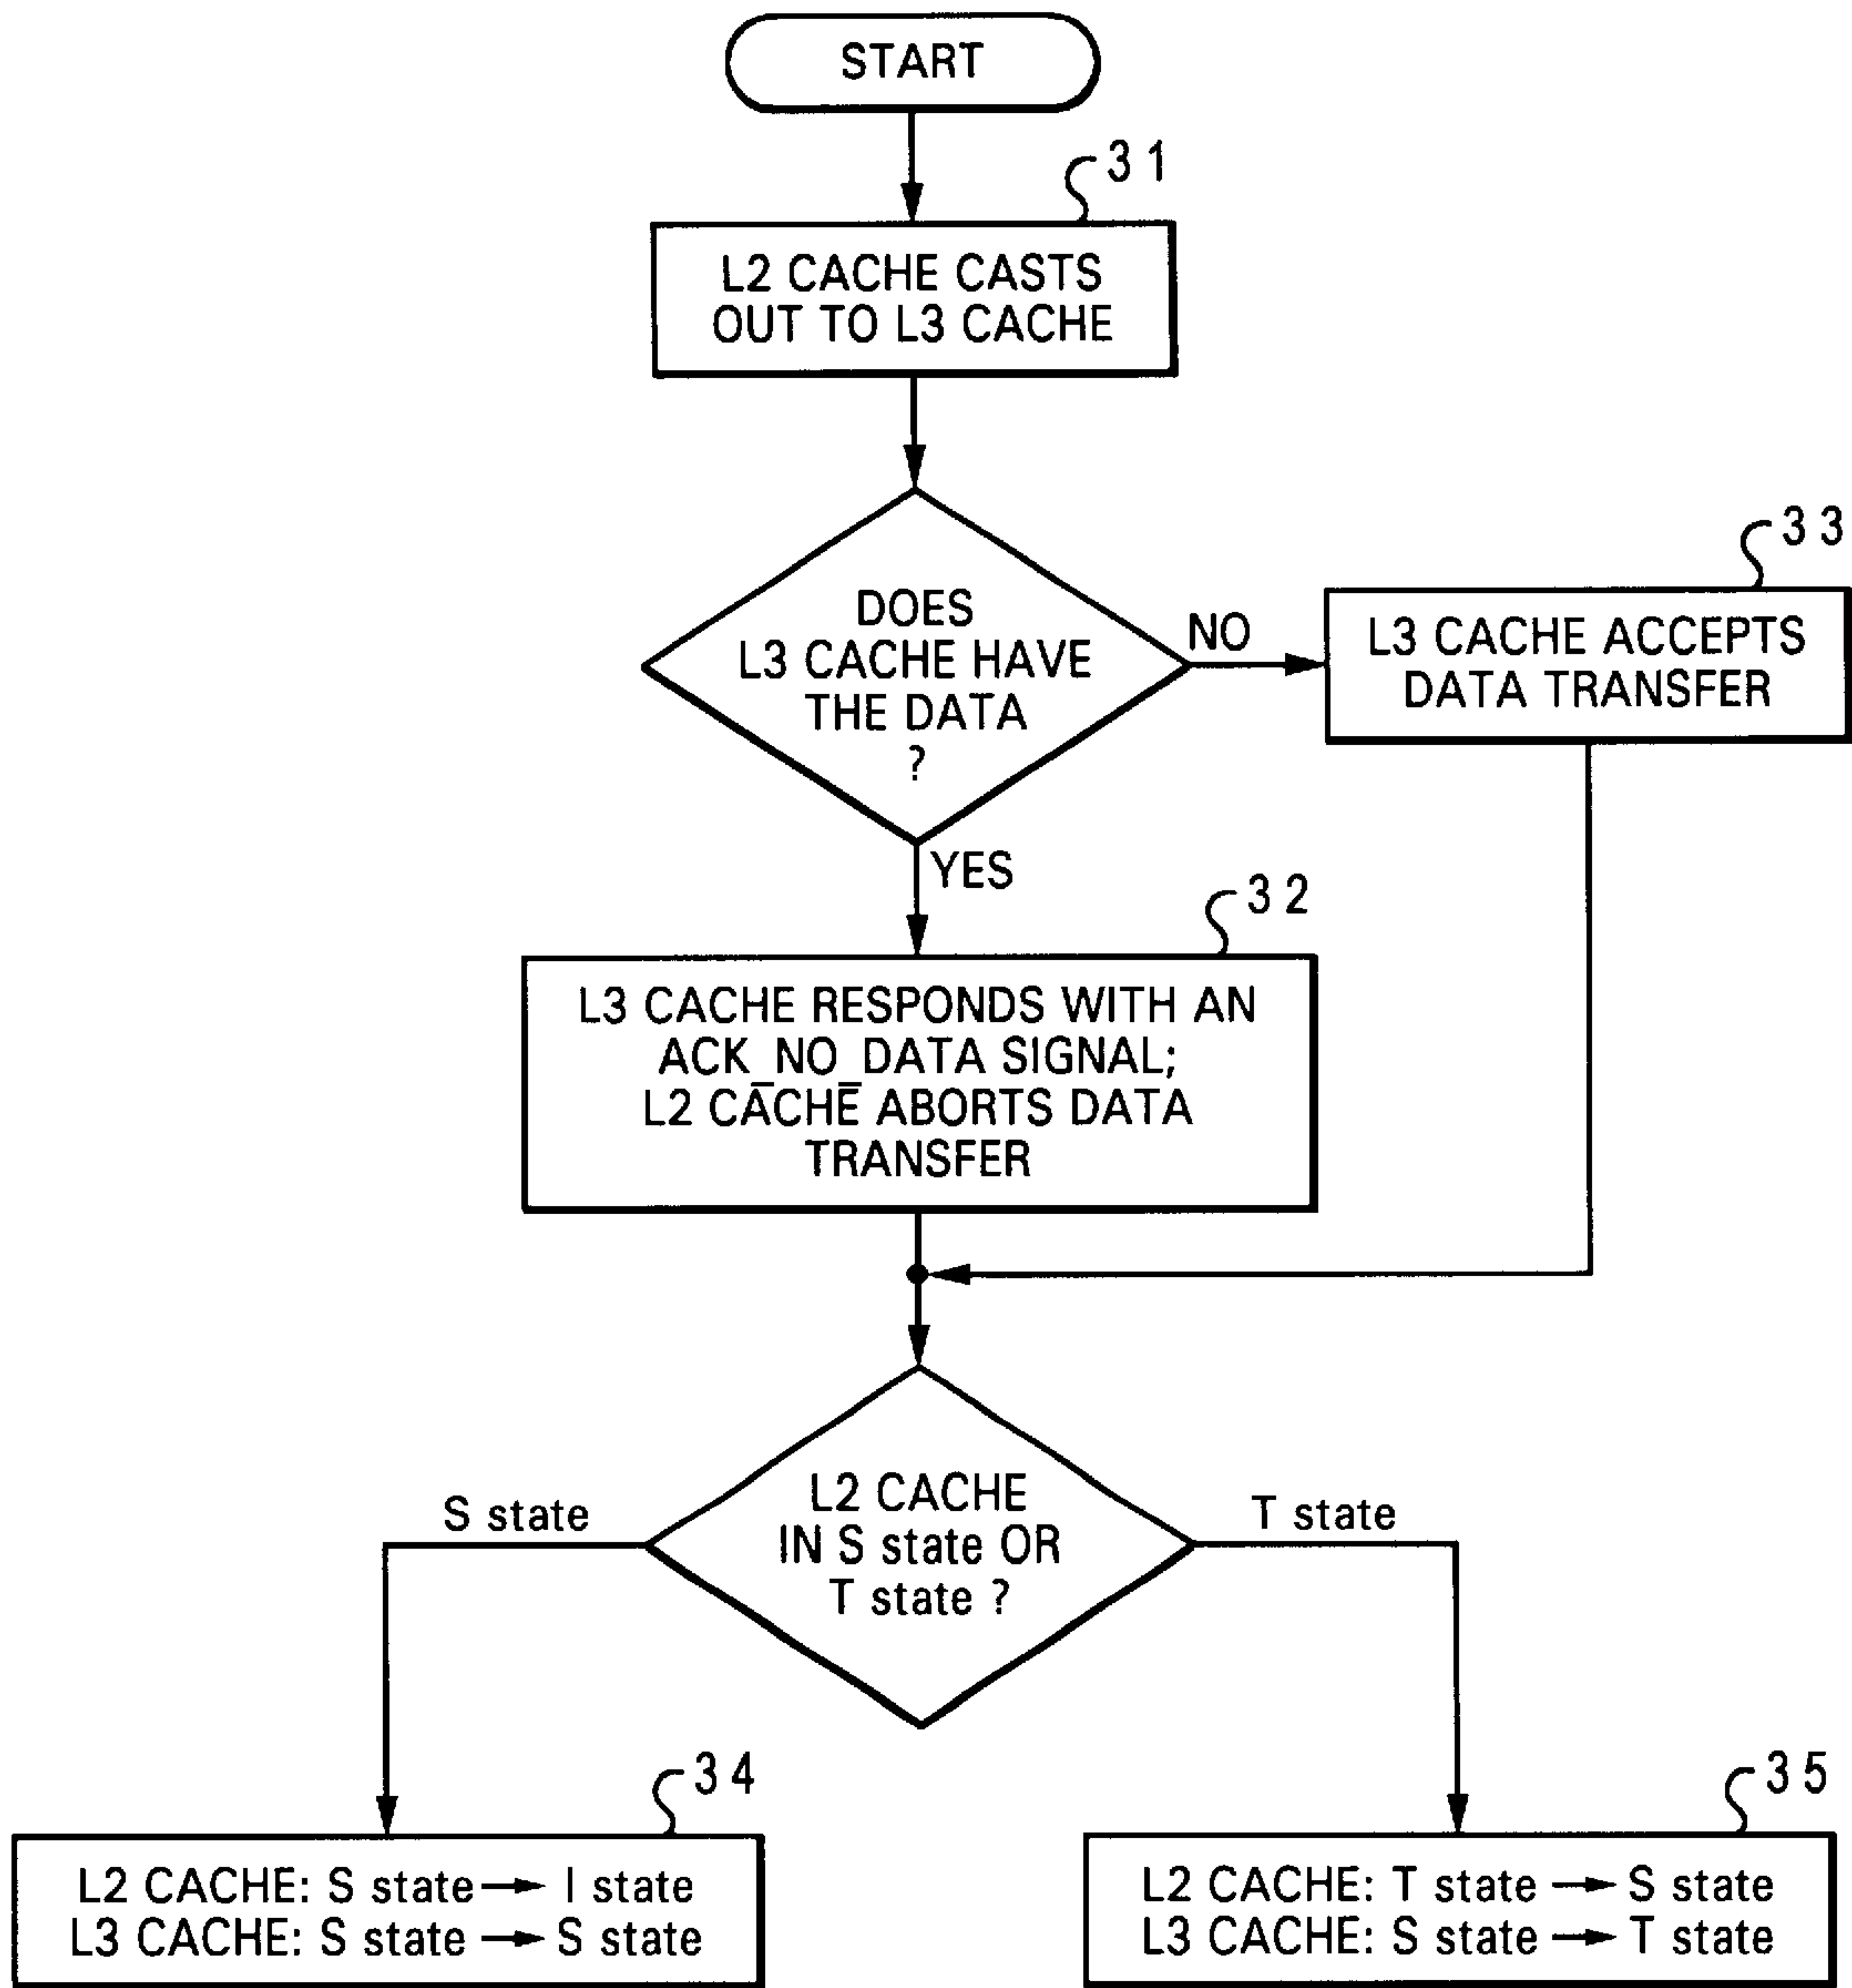 START
31
L2 CACHE CASTS
OUT TO L3 CACHE
DOES
L3 CACHE HAVE
THE DATA
?
NO
33
L3 CACHE ACCEPTS
DATA TRANSFER
YES
32
L3 CACHE RESPONDS WITH AN
ACK_NO_DATA SIGNAL;
L2 CACHE ABORTS DATA
TRANSFER
L2 CACHE
IN S state OR
T state ?
S state
T state
34
L2 CACHE: S state → I state
L3 CACHE: S state → S state
35
L2 CACHE: T state → S state
L3 CACHE: S state → T state